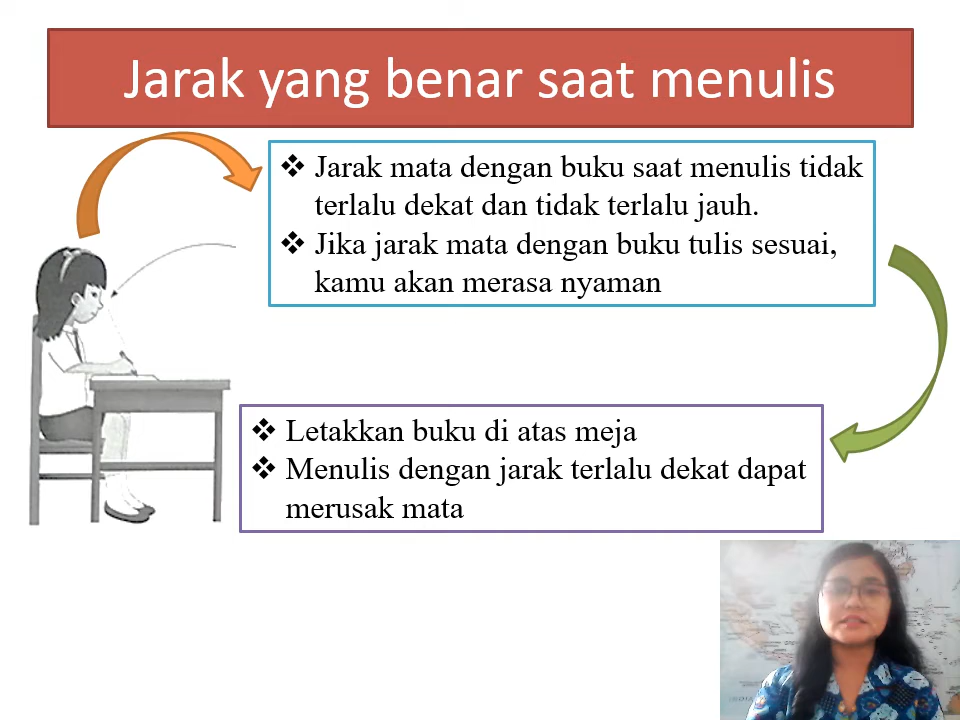 Jarak yang benar saat menulis
❖ Jarak mata dengan buku saat menulis tidak
terlalu dekat dan tidak terlalu jauh.
❖ Jika jarak mata dengan buku tulis sesuai,
kamu akan merasa nyaman
❖ Letakkan buku di atas meja
❖ Menulis dengan jarak terlalu dekat dapat
merusak mata